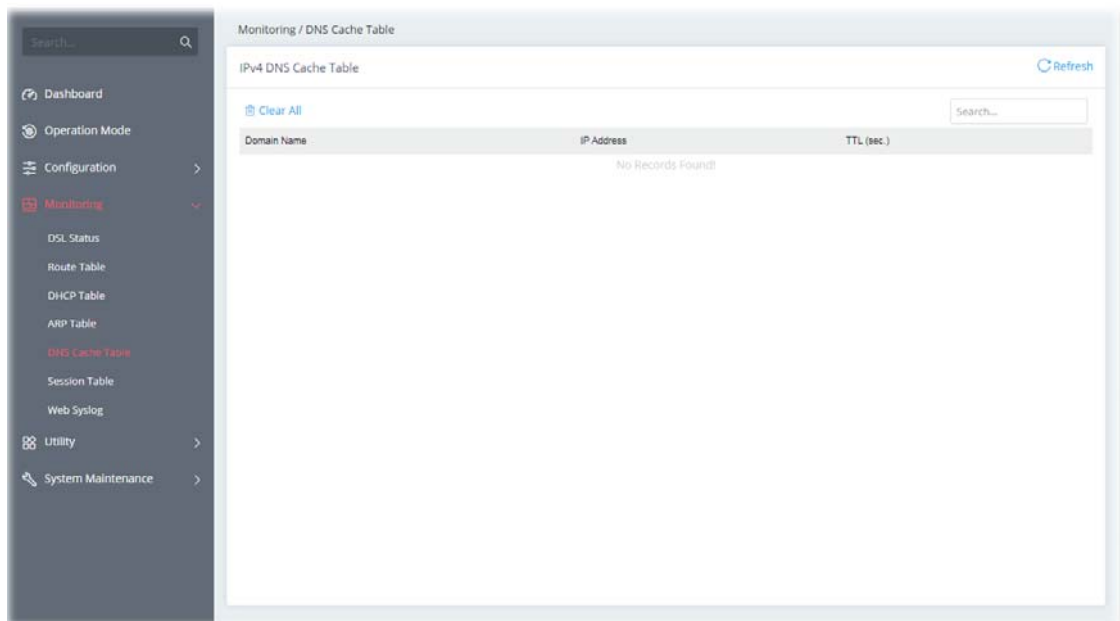 Search...
Dashboard
Operation Mode
Configuration
Monitoring
DSL Status
Route Table
DHCP Table
ARP Table
DNS Cache Table
Session Table
Web Syslog
Utility
System Maintenance
Monitoring / DNS Cache Table
IPv4 DNS Cache Table
Refresh
Clear All
Search...
Domain Name IP Address TTL (sec.)
No Records Found!